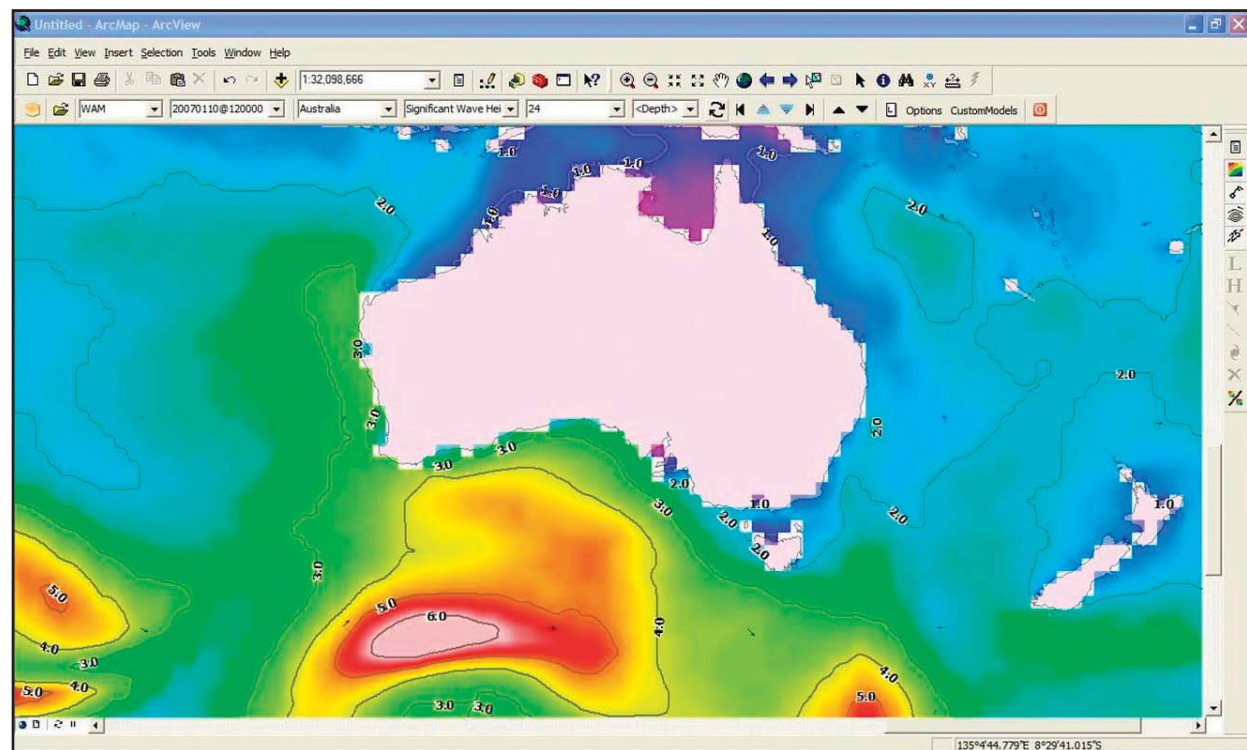 Untitled - ArcMap - ArcView
File Edit View Insert Selection Tools Window Help
1:32,098,666
WAM 20070110@120000 Australia Significant Wave Hei 24 <Depth> L Options CustomModels
XY
1.0 1.0 1.0
1.0
1.0
2.0 1.0 2.0
L
H
3.0
2.0
3.0 2.0
3.0 3.0
2.0
3.0 1.0 2.0 1.0
2.0
2.0
3.0
5.0
5.0
6.0
4.0
4.0
3.0 4.0
5.0 4.0 3.0 3.0 5.0
135°4'44.779"E 8°29'41.015"S